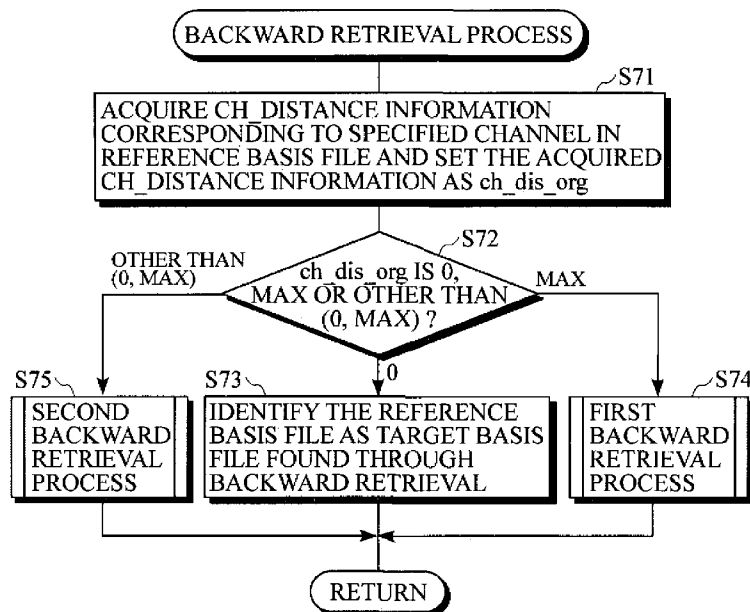 BACKWARD RETRIEVAL PROCESS
S71
ACQUIRE CH_DISTANCE INFORMATION
CORRESPONDING TO SPECIFIED CHANNEL IN
REFERENCE BASIS FILE AND SET THE ACQUIRED
CH_DISTANCE INFORMATION AS ch_dis_org
S72
OTHER THAN
(0, MAX)
ch_dis_org IS 0,
MAX OR OTHER THAN
(0, MAX) ?
MAX
0
S75
SECOND
BACKWARD
RETRIEVAL
PROCESS
S73
IDENTIFY THE REFERENCE
BASIS FILE AS TARGET BASIS
FILE FOUND THROUGH
BACKWARD RETRIEVAL
S74
FIRST
BACKWARD
RETRIEVAL
PROCESS
RETURN